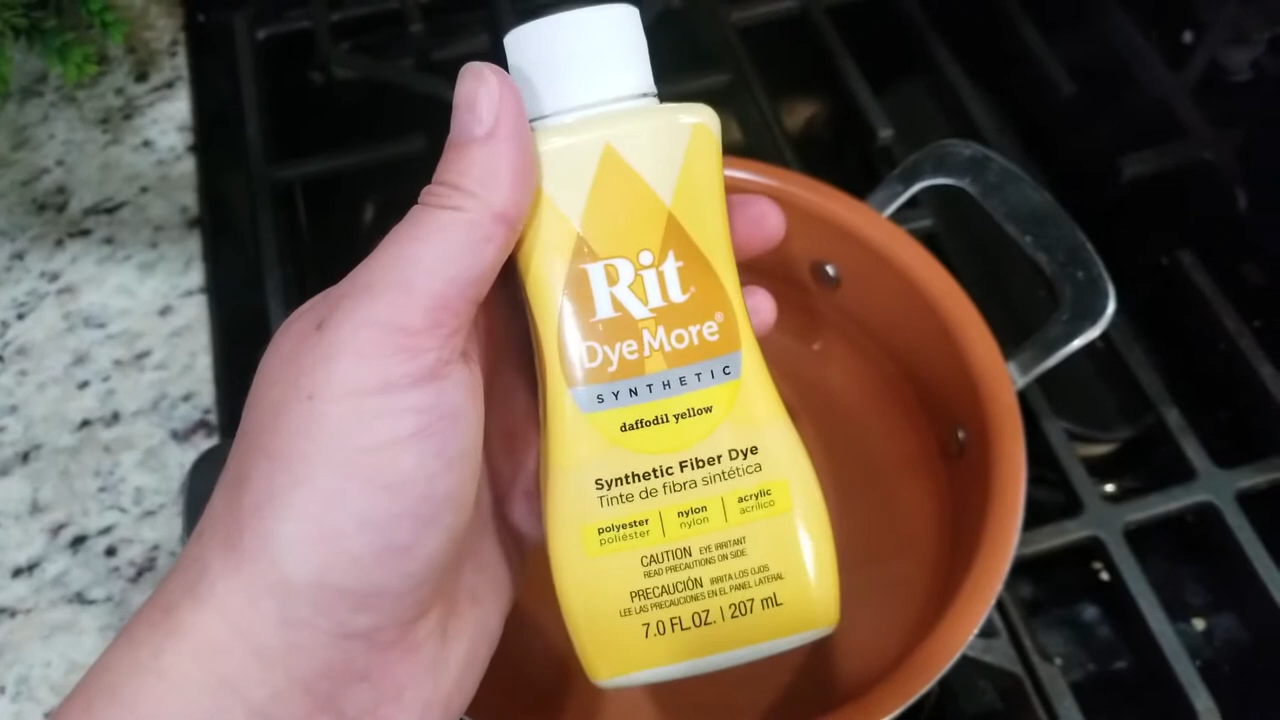 Rit
DyeMore®
SYNTHETIC
daffodil yellow
Synthetic Fiber Dye
Tinte de fibra sintética
polyester | nylon | acrylic
poliéster | nylon | acrílico
CAUTION EYE IRRITANT
READ PRECAUTIONS ON SIDE.
PRECAUCIÓN IRRITA LOS OJOS
LEE LAS PRECAUCIONES EN EL PANEL LATERAL
7.0 FL.OZ. | 207 mL